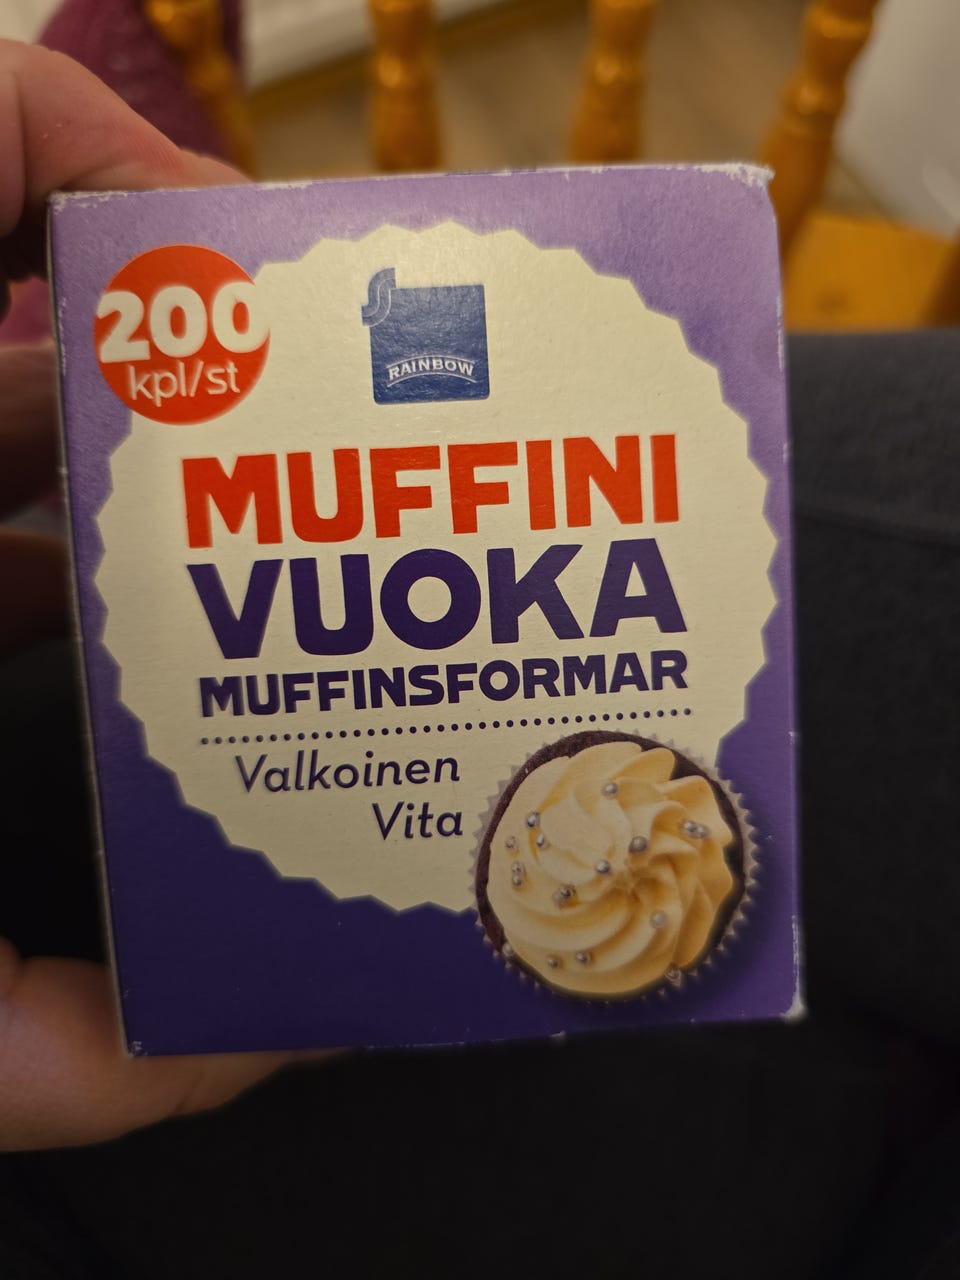 200
kpl/st
RAINBOW
MUFFINI
VUOKA
MUFFINSFORMAR
Valkoinen
Vita